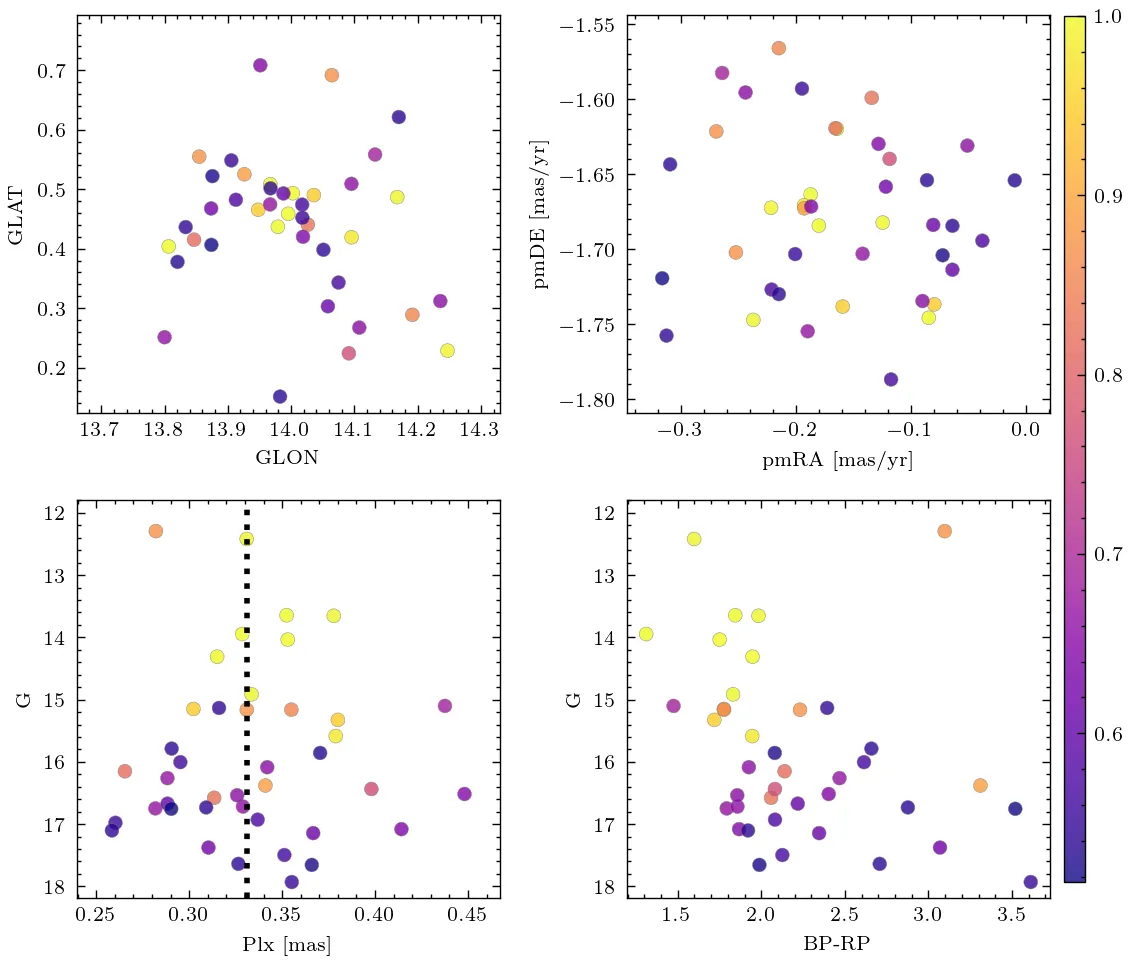 0.7
0.6
0.5
0.4
0.3
0.2
GLAT
13.7 13.8 13.9 14.0 14.1 14.2 14.3
GLON
−1.55
−1.60
−1.65
−1.70
−1.75
−1.80
pmDE [mas/yr]
−0.3 −0.2 −0.1 0.0
pmRA [mas/yr]
12
13
14
15
16
17
18
G
0.25 0.30 0.35 0.40 0.45
Plx [mas]
12
13
14
15
16
17
18
G
1.5 2.0 2.5 3.0 3.5
BP-RP
1.0
0.9
0.8
0.7
0.6